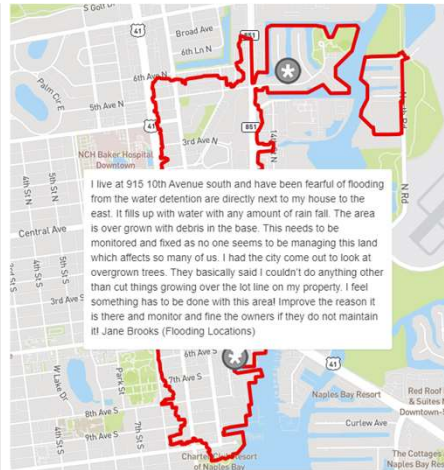 S Golf Dr
41
Broad Ave
851
6th Ln N
6th Ave N
Palm Cir E
5th Ave N
41
851
3rd Ave N
14th St N
NCH Baker Hospital
Downtown
N Rd
I live at 915 10th Avenue south and have been fearful of flooding
from the water detention are directly next to my house to the
east. It fills up with water with any amount of rain fall. The area
is over grown with debris in the base. This needs to be
monitored and fixed as no one seems to be managing this land
which affects so many of us. I had the city come out to look at
overgrown trees. They basically said I couldn't do anything other
than cut things growing over the lot line on my property. I feel
something has to be done with this area! Improve the reason it
is there and monitor and fine the owners if they do not maintain
it! Jane Brooks (Flooding Locations)
4th St N
Central Ave
3rd Ave S
6th Ave S
41
7th Ave S
W Lake Dr
Park St
Naples Bay Resort
Red Roof
& Suites
Downtown-
8th Ave S
Curlew Ave
4th St S
9th Ave S
7th St S
Charter Club Resort
of Naples Bay
The Cottages
Naples Bay Res